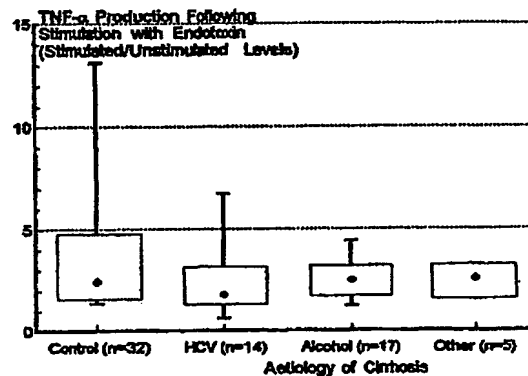 TNF-α Production Following
Stimulation with Endotoxin
(Stimulated/Unstimulated Levels)
15
10
5
0
Control (n=32) HCV (n=14) Alcohol (n=17) Other (n=5)
Aetiology of Cirrhosis